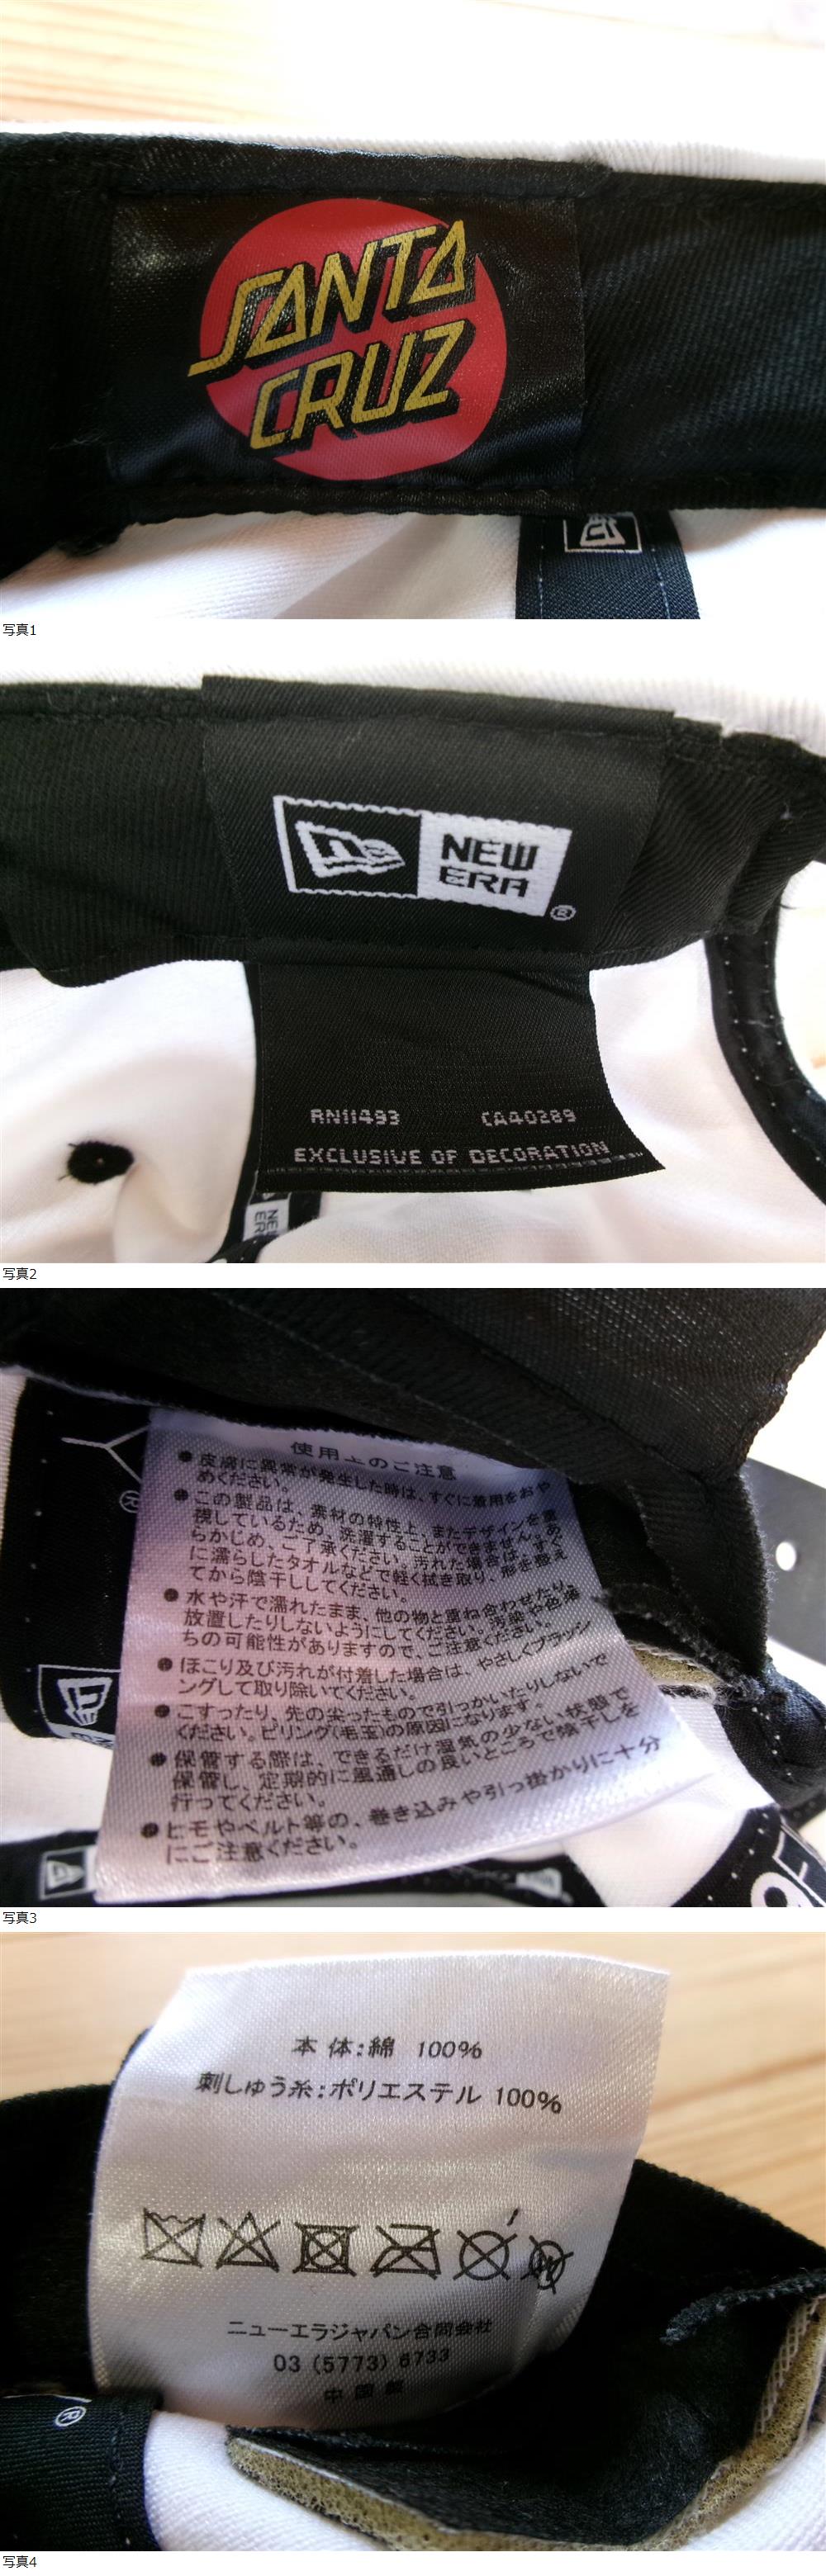 SANTA
CRUZ
写真1
NEW
ERA
®
RN11493 CA40289
EXCLUSIVE OF DECORATION
NEW
ER
写真2
使用上のご注意
®
●皮膚に異常が発生した時は、すぐに着用をおや
めください。
●この製品は、素材の特性上、またデザインを重
視しているため、洗濯することができません。あ
らかじめ、ご了承ください。汚れた場合は、すぐ
に濡らしたタオルなどで軽く拭き取り、形を整え
てから陰干ししてください。
●水や汗で濡れたまま、他の物と重ね合わせたり、
放置したりしないようにしてください。汚染や色落
ちの可能性がありますので、ご注意ください。
●ほこり及び汚れが付着した場合は、やさしくブラッシ
ングして取り除いてください。
●こすったり、先の尖ったもので引っかいたりしないで
ください。ピリング(毛玉)の原因になります。
●保管する際は、できるだけ湿気の少ない状態で
保管し、定期的に風通しの良いところで陰干しを
行ってください。
●ヒモやベルト等の、巻き込みや引っ掛かりに十分
にご注意ください。
写真3
本体:綿 100%
刺しゅう糸:ポリエステル 100%
ニューエラジャパン合同会社
03 (5773) 6733
中国製
®
写真4